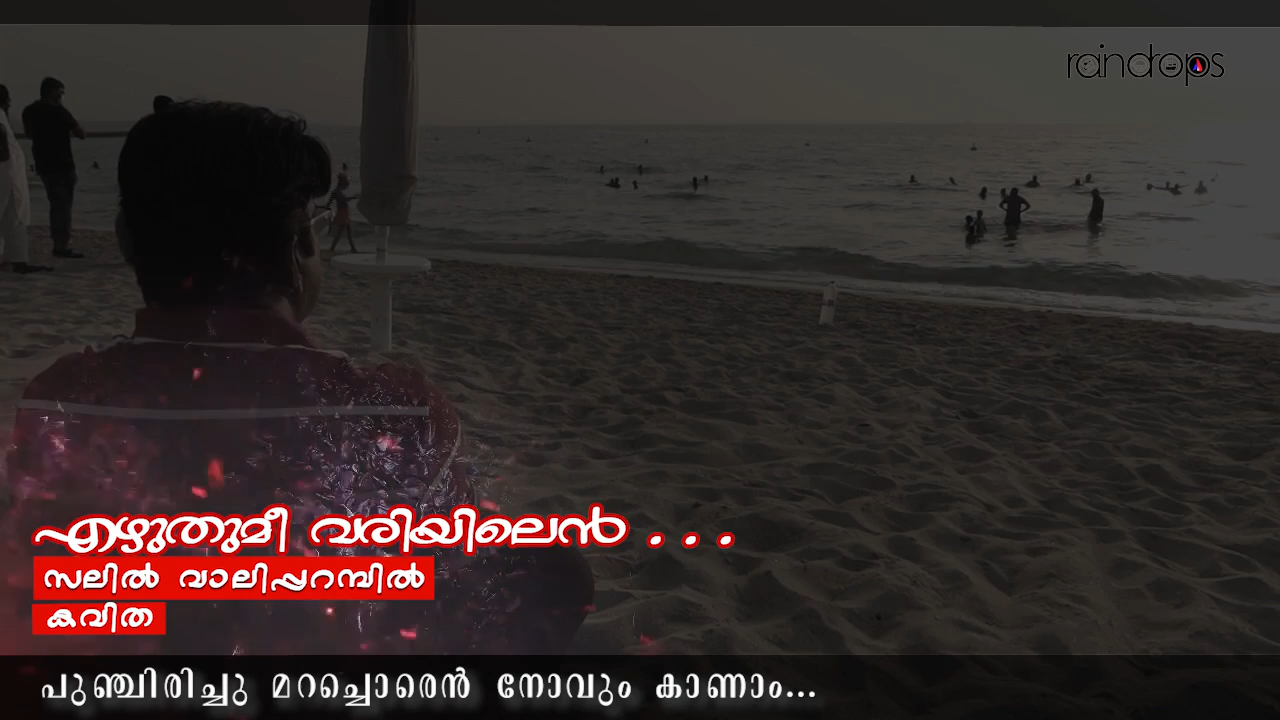 raindrops
എഴുതുമീ വരിയിലെൻ . . .
സലിൽ വാലിപ്പറമ്പിൽ
കവിത
പുഞ്ചിരിച്ചു മറച്ചൊരെൻ നോവും കാണാം...